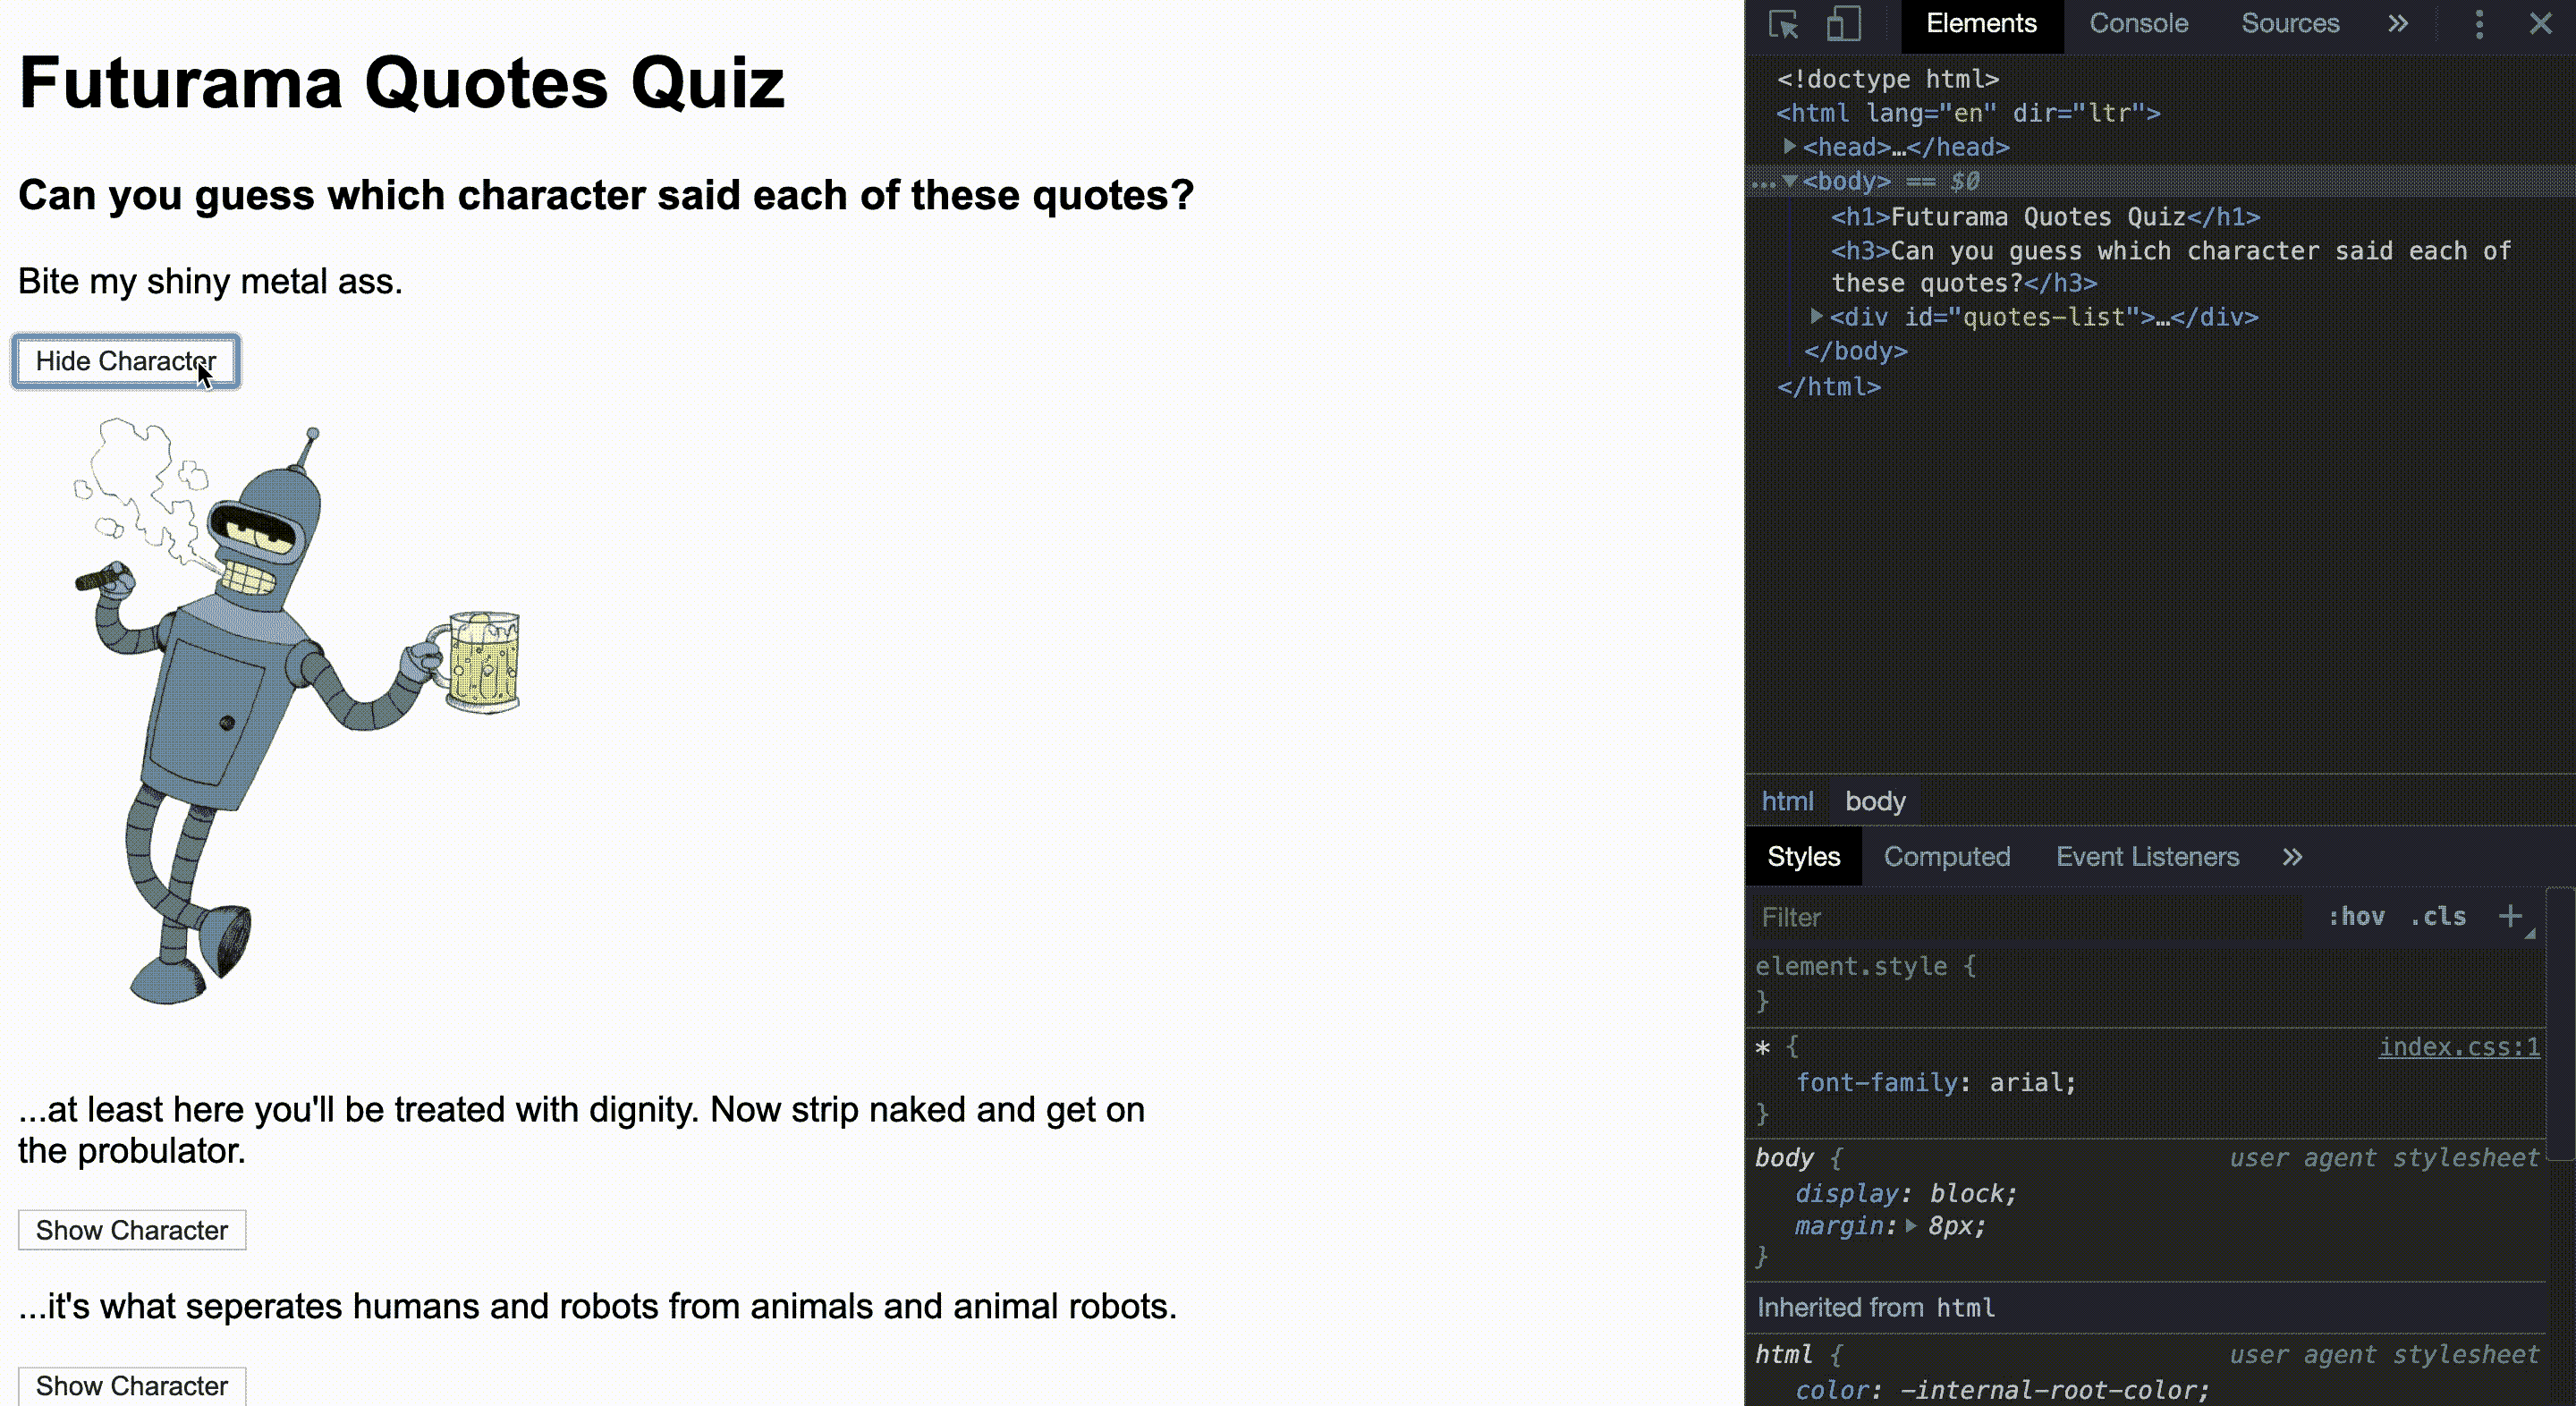 Futurama Quotes Quiz
Can you guess which character said each of these quotes?
Bite my shiny metal ass.
Hide Character
...at least here you'll be treated with dignity. Now strip naked and get on
the probulator.
Show Character
...it's what seperates humans and robots from animals and animal robots.
Show Character
Elements Console Sources »
<!doctype html>
<html lang="en" dir="ltr">
<head>…</head>
…<body> == $0
<h1>Futurama Quotes Quiz</h1>
<h3>Can you guess which character said each of
these quotes?</h3>
<div id="quotes-list">…</div>
</body>
</html>
html body
Styles Computed Event Listeners »
Filter :hov .cls +
element.style {
}
* { index.css:1
font-family: arial;
}
body { user agent stylesheet
display: block;
margin: 8px;
}
Inherited from html
html { user agent stylesheet
color: -internal-root-color;